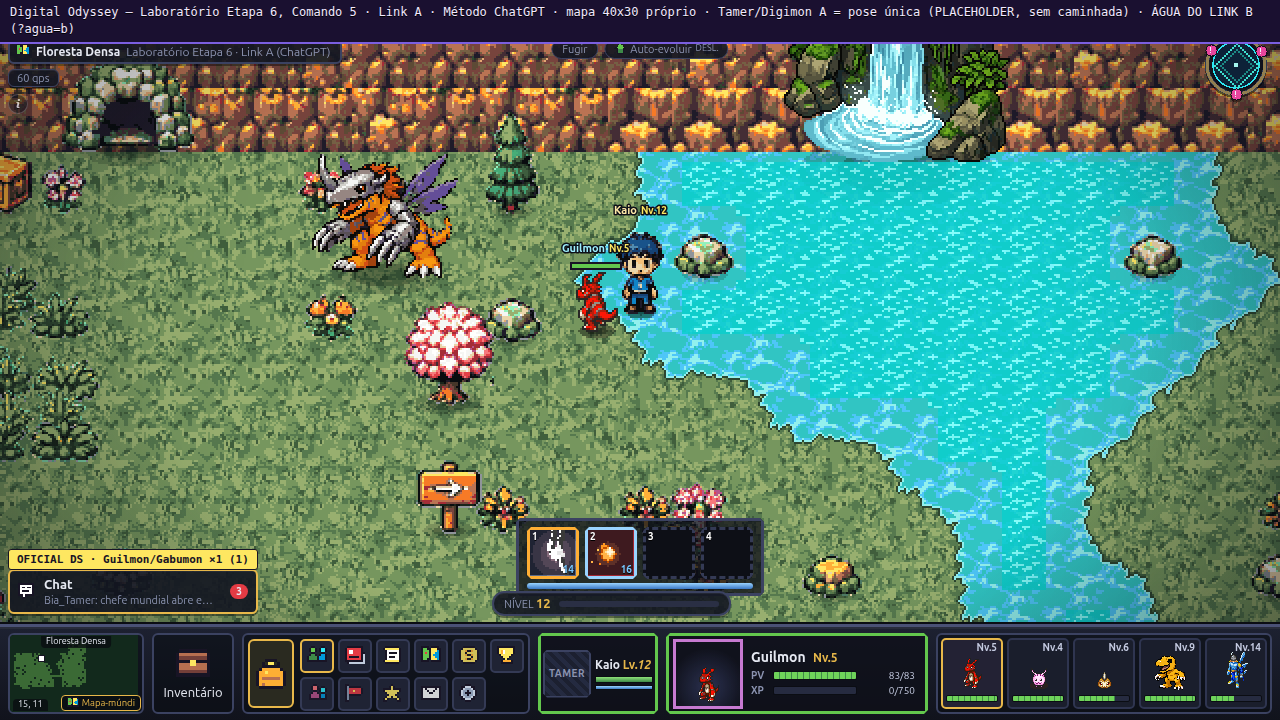 Digital Odyssey — Laboratório Etapa 6, Comando 5 · Link A · Método ChatGPT · mapa 40x30 próprio · Tamer/Digimon A = pose única (PLACEHOLDER, sem caminhada) · ÁGUA DO LINK B
(?agua=b)
Floresta Densa Laboratório Etapa 6 · Link A (ChatGPT)
Fugir
Auto-evoluir DESL.
60 qps
i
Kaio Nv.12
Guilmon Nv.5
1
14
2
16
3
4
NÍVEL 12
OFICIAL DS · Guilmon/Gabumon ×1 (1)
Chat
Bia_Tamer: chefe mundial abre e...
3
Floresta Densa
15, 11
Mapa-múndi
Inventário
TAMER
Kaio Lv.12
Guilmon Nv.5
PV
83/83
XP
0/750
Nv.5
Nv.4
Nv.6
Nv.9
Nv.14